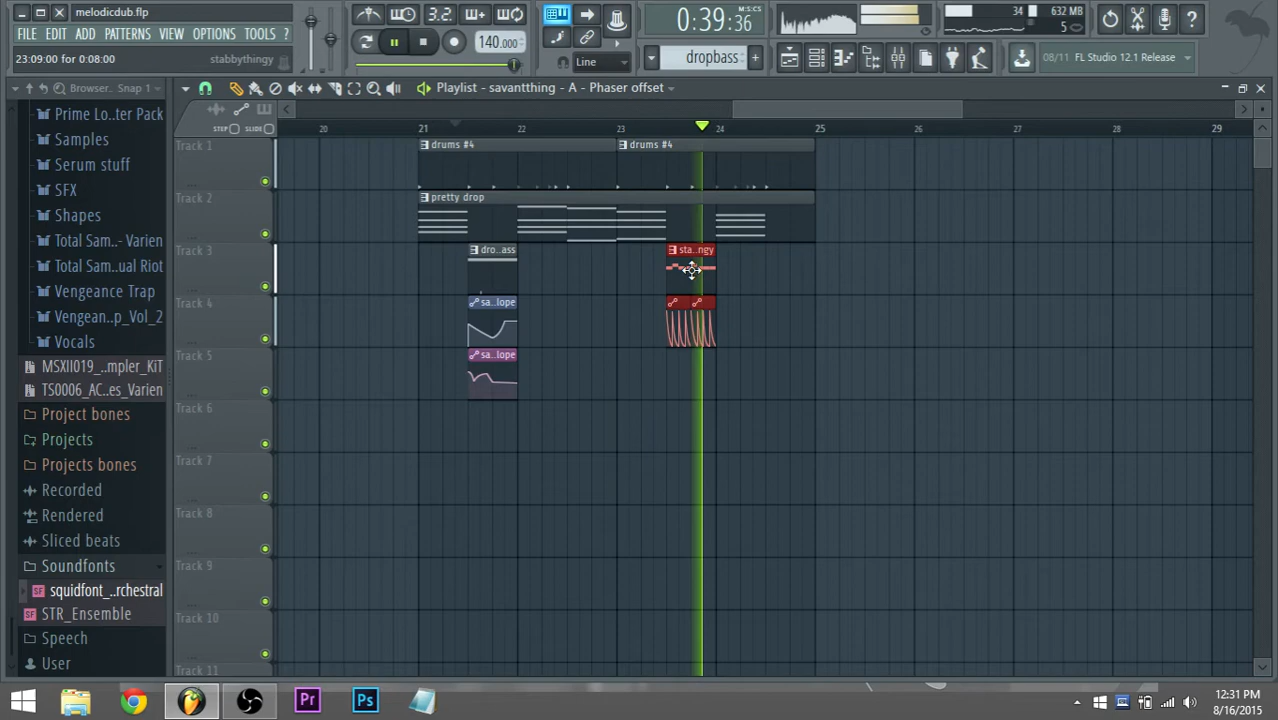 melodicdub.flp
FILE EDIT ADD PATTERNS VIEW OPTIONS TOOLS ?
23:09:00 for 0:08:00 stabbythingy
3.2.
140.000
Line
0:39:36
M:S:CS
dropbass
34 632 MB
5
08/11 FL Studio 12.1 Release
Browser.. Snap 1
Playlist - savantthing - A - Phaser offset
STEP SLIDE
20 21 22 23 24 25 26 27 28 29
Prime Lo..ter Pack
Samples
Serum stuff
SFX
Shapes
Total Sam..- Varien
Total Sam..ual Riot
Vengeance Trap
Vengean..p_Vol_2
Vocals
MSXII019_..mpler_KiT
TS0006_AC..es_Varien
Project bones
Projects
Projects bones
Recorded
Rendered
Sliced beats
Soundfonts
squidfont_..rchestral
STR_Ensemble
Speech
User
Track 1
drums #4
drums #4
Track 2
pretty drop
Track 3
dro..ass
sta..ngy
Track 4
sa..lope
Track 5
sa..lope
Track 6
Track 7
Track 8
Track 9
Track 10
Track 11
Pr
Ps
12:31 PM
8/16/2015